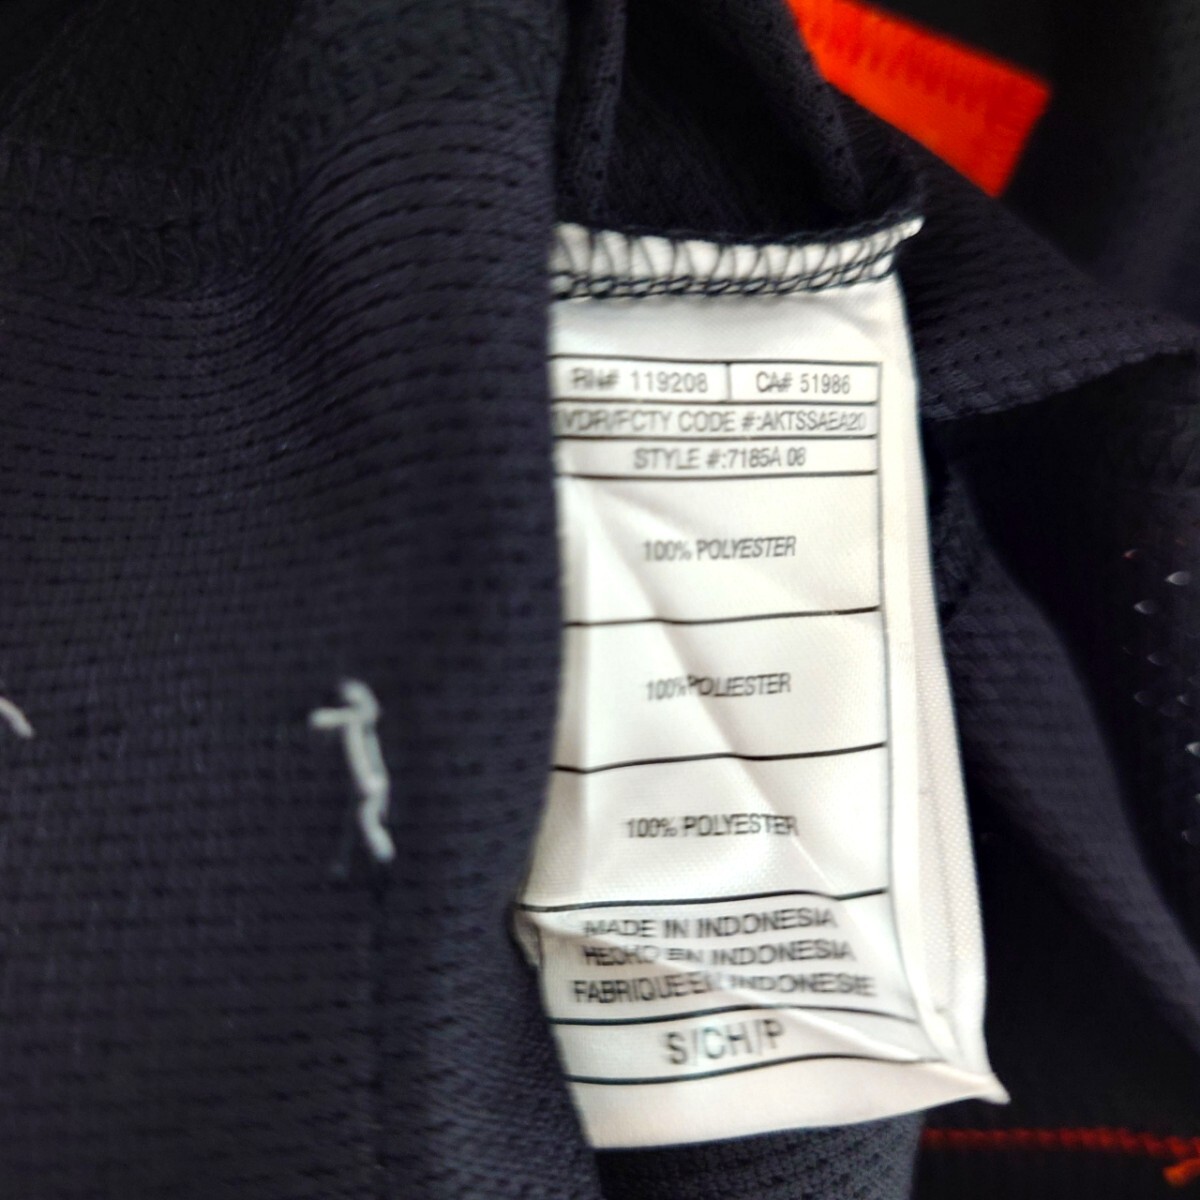 RN# 119208 CA# 51986
VDR/FCTY CODE #:AKTSSAEA20
STYLE #:7185A 08
100% POLYESTER
100% POLIESTER
100% POLYESTER
MADE IN INDONESIA
HECHO EN INDONESIA
FABRIQUE EN INDONESIE
S/CH/P